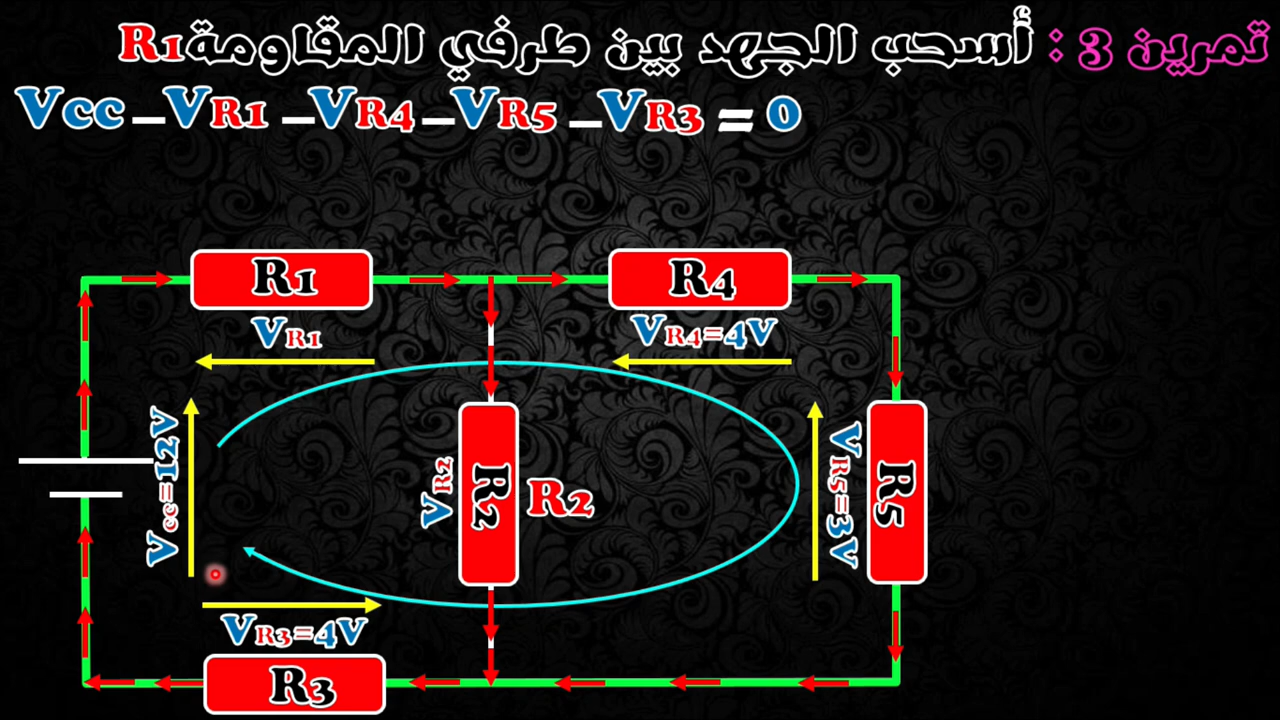 تمرين 3 : أسحب الجهد بين طرفي المقاومة R1
Vcc – VR1 – VR4 – VR5 – VR3 = 0
R1
R4
VR1
VR4=4V
Vcc=12V
VR2
R2
R2
VR5=3V
R5
VR3=4V
R3